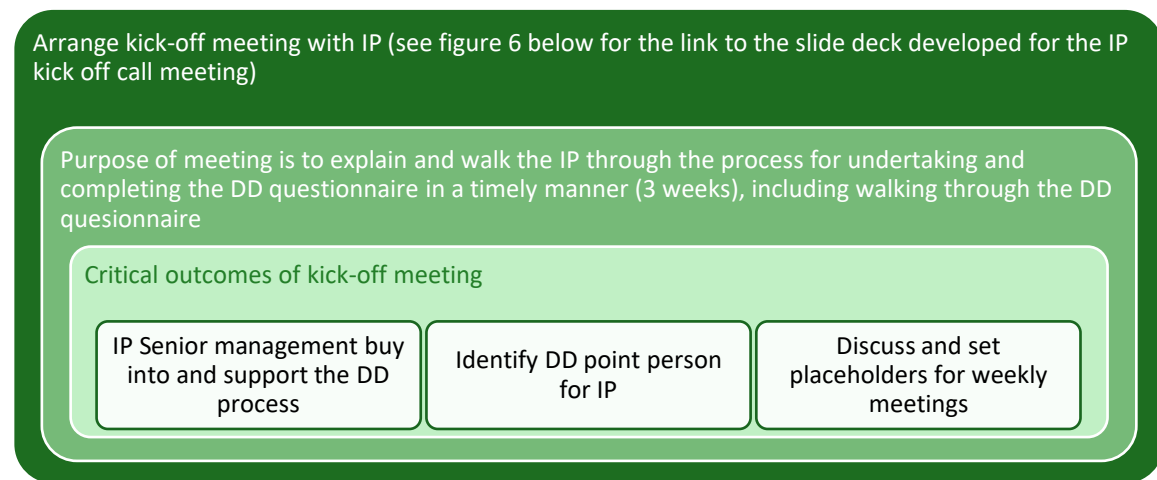 Arrange kick-off meeting with IP (see figure 6 below for the link to the slide deck developed for the IP
kick off call meeting)
Purpose of meeting is to explain and walk the IP through the process for undertaking and
completing the DD questionnaire in a timely manner (3 weeks), including walking through the DD
quesionnaire
Critical outcomes of kick-off meeting
IP Senior management buy
into and support the DD
process
Identify DD point person
for IP
Discuss and set
placeholders for weekly
meetings